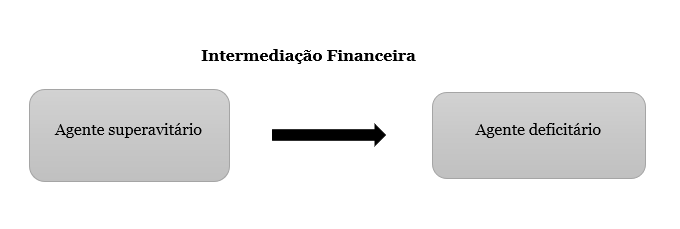 Intermediação Financeira
Agente superavitário
Agente deficitário